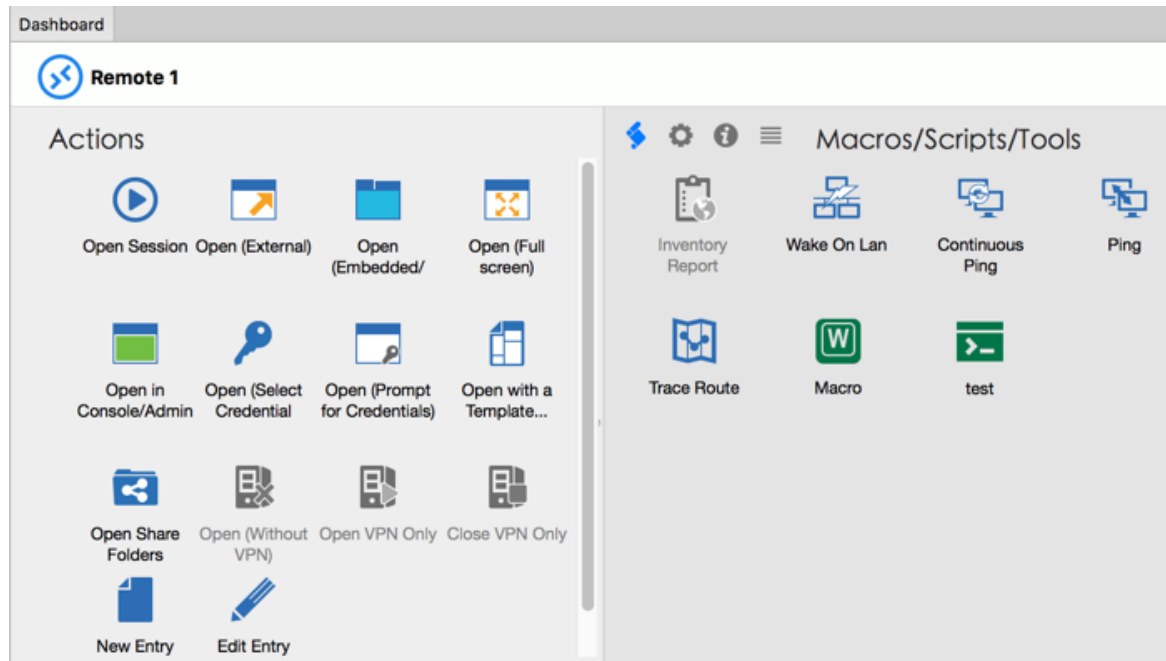 Dashboard
Remote 1
Actions
Open Session
Open (External)
Open
(Embedded/
Open (Full
screen)
Open in
Console/Admin
Open (Select
Credential
Open (Prompt
for Credentials)
Open with a
Template...
Open Share
Folders
Open (Without
VPN)
Open VPN Only
Close VPN Only
New Entry
Edit Entry
Macros/Scripts/Tools
Inventory
Report
Wake On Lan
Continuous
Ping
Ping
Trace Route
W
Macro
test